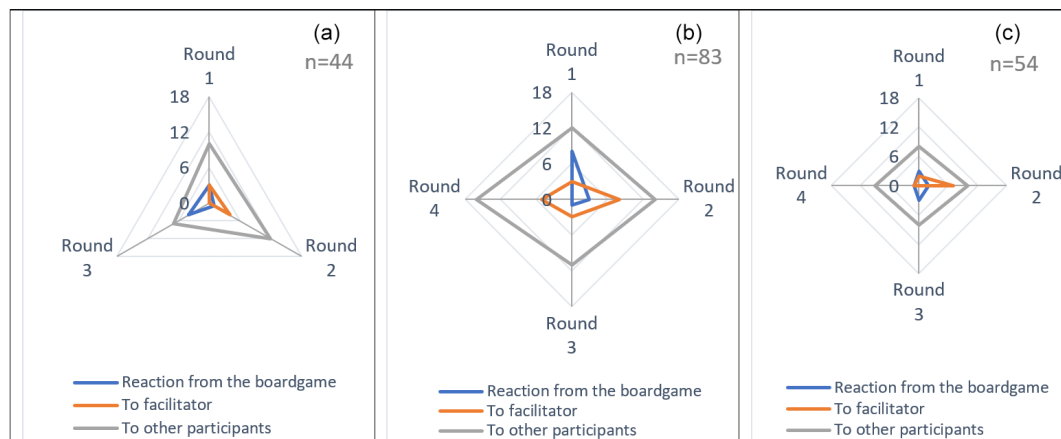 (a)
n=44
Round
1
18
12
6
0
Round
3
Round
2
Reaction from the boardgame
To facilitator
To other participants
(b)
n=83
Round
1
18
12
6
0
Round
4
Round
2
Round
3
Reaction from the boardgame
To facilitator
To other participants
(c)
n=54
Round
1
18
12
6
0
Round
4
Round
2
Round
3
Reaction from the boardgame
To facilitator
To other participants